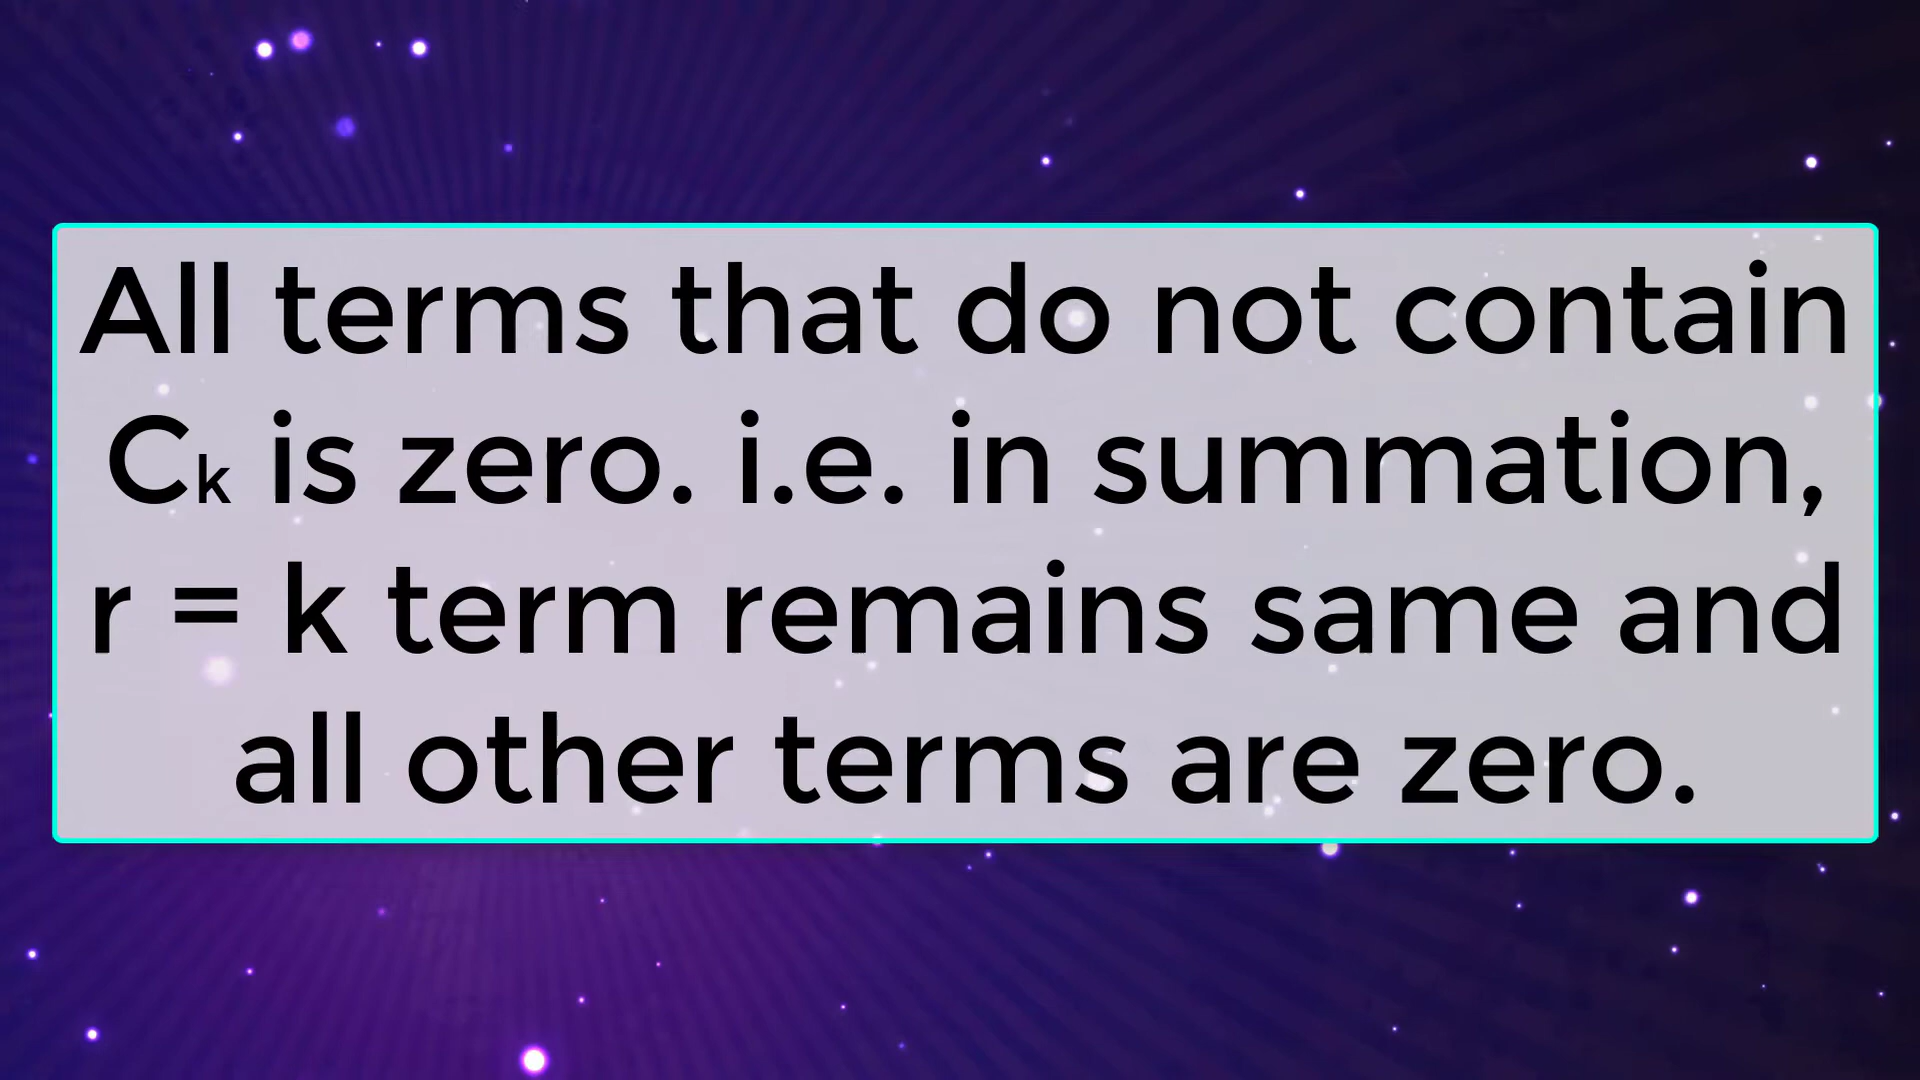 All terms that do not contain
Cₖ is zero. i.e. in summation,
r = k term remains same and
all other terms are zero.